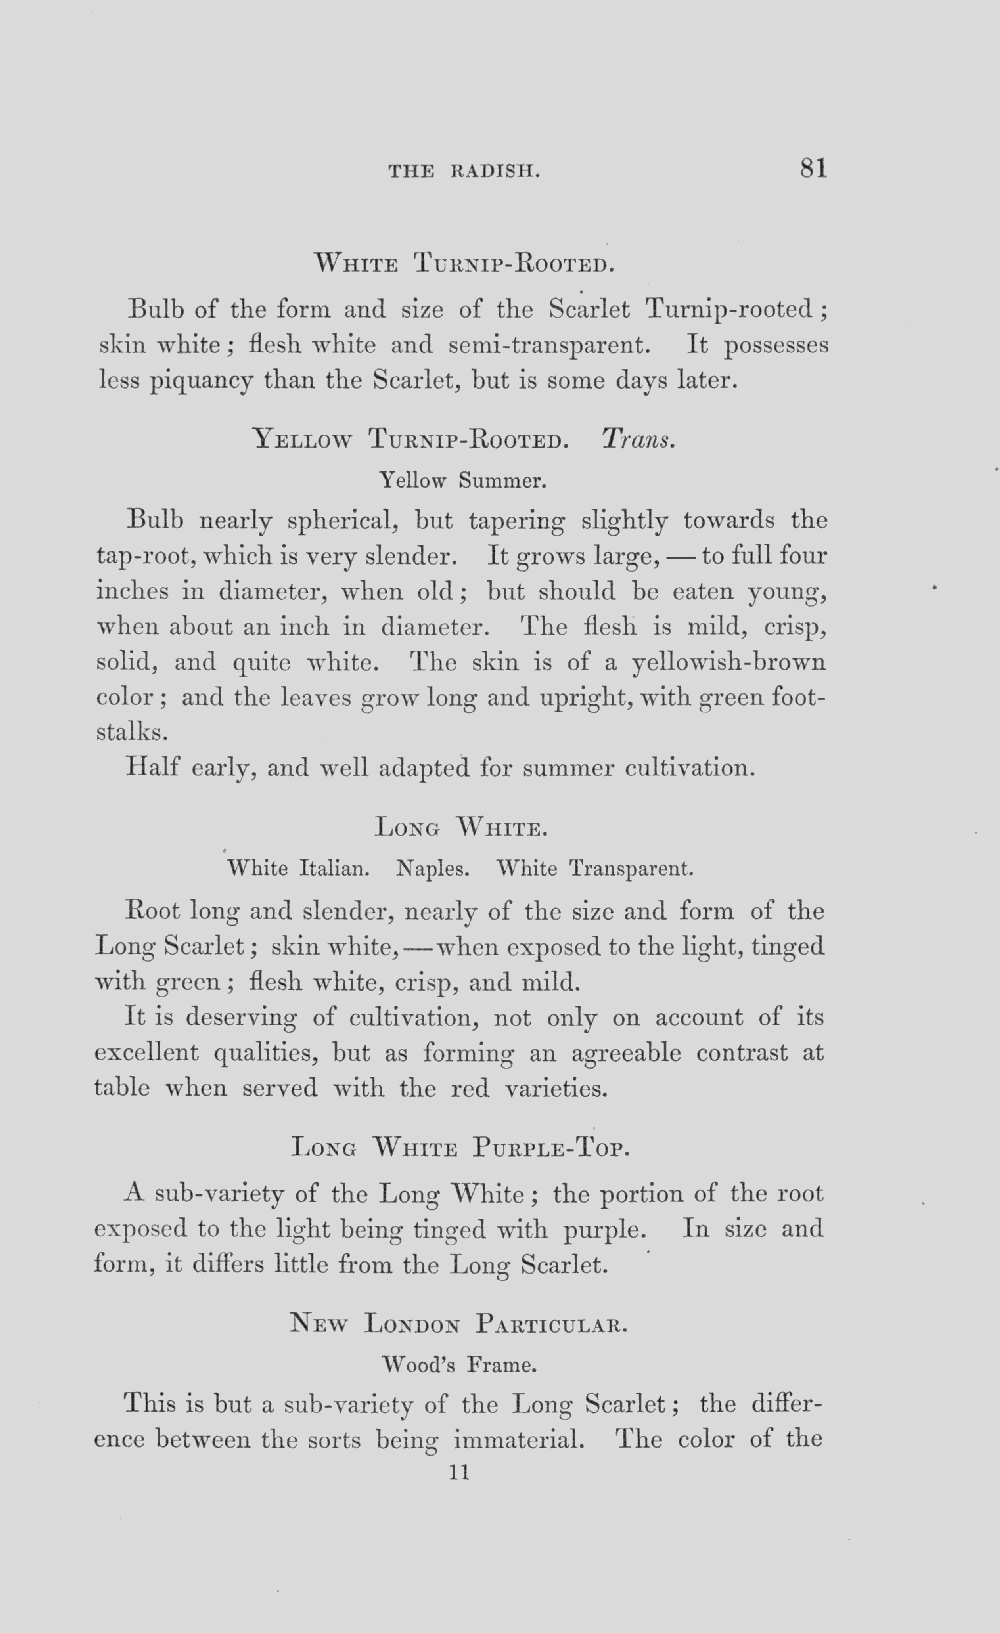 THE RADISH. 81
White Turnip-Rooted.
Bulb of the form and size of the Scarlet Turnip-rooted;
skin white; flesh white and semi-transparent. It possesses
less piquancy than the Scarlet, but is some days later.
Yellow Turnip-Rooted. Trans.
Yellow Summer.
Bulb nearly spherical, but tapering slightly towards the
tap-root, which is very slender. It grows large, — to full four
inches in diameter, when old; but should be eaten young,
when about an inch in diameter. The flesh is mild, crisp,
solid, and quite white. The skin is of a yellowish-brown
color; and the leaves grow long and upright, with green foot-
stalks.
Half early, and well adapted for summer cultivation.
Long White.
White Italian. Naples. White Transparent.
Root long and slender, nearly of the size and form of the
Long Scarlet; skin white, — when exposed to the light, tinged
with green; flesh white, crisp, and mild.
It is deserving of cultivation, not only on account of its
excellent qualities, but as forming an agreeable contrast at
table when served with the red varieties.
Long White Purple-Top.
A sub-variety of the Long White; the portion of the root
exposed to the light being tinged with purple. In size and
form, it differs little from the Long Scarlet.
New London Particular.
Wood's Frame.
This is but a sub-variety of the Long Scarlet; the differ-
ence between the sorts being immaterial. The color of the
11